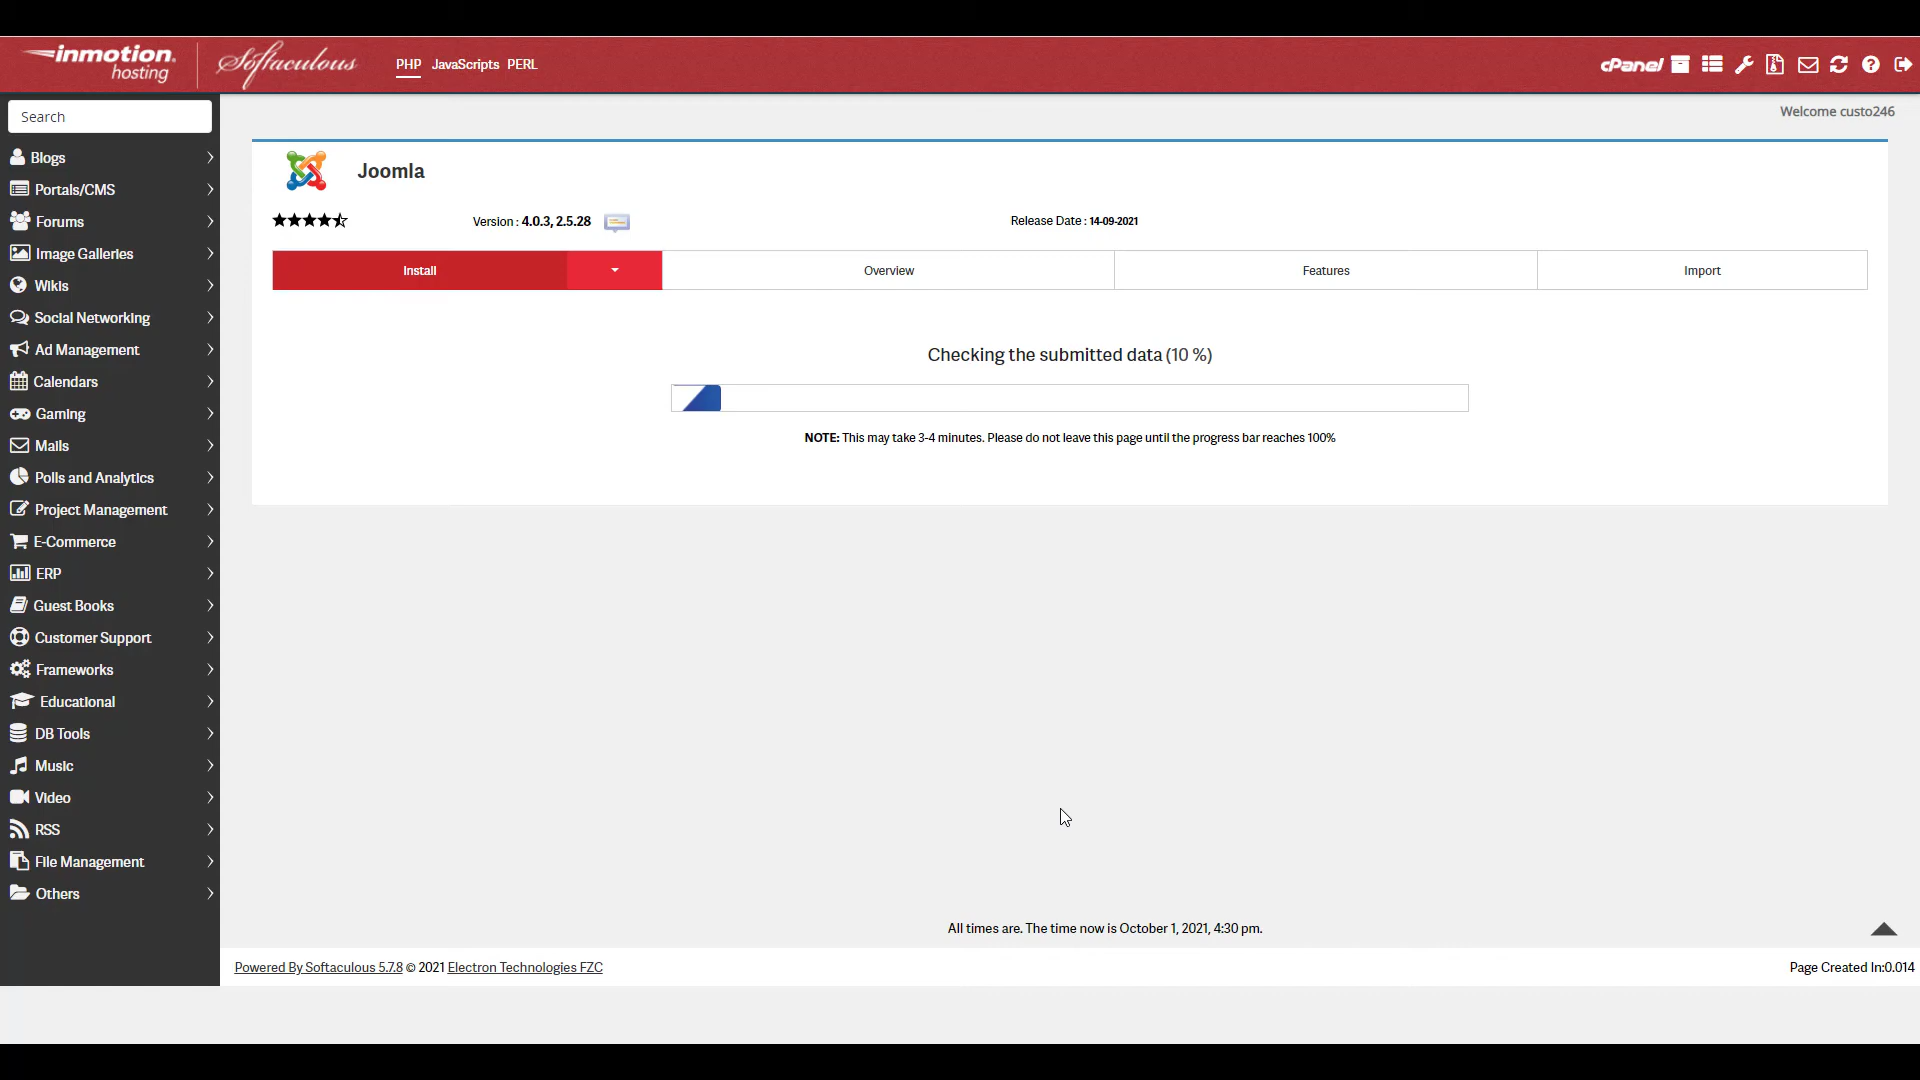 inmotion hosting
Softaculous
PHP JavaScripts PERL
cPanel
Search
Welcome custo246
Blogs
Portals/CMS
Forums
Image Galleries
Wikis
Social Networking
Ad Management
Calendars
Gaming
Mails
Polls and Analytics
Project Management
E-Commerce
ERP
Guest Books
Customer Support
Frameworks
Educational
DB Tools
Music
Video
RSS
File Management
Others
Joomla
Version : 4.0.3, 2.5.28
Release Date : 14-09-2021
Install
Overview
Features
Import
Checking the submitted data (10 %)
NOTE: This may take 3-4 minutes. Please do not leave this page until the progress bar reaches 100%
All times are. The time now is October 1, 2021, 4:30 pm.
Powered By Softaculous 5.7.8 © 2021 Electron Technologies FZC
Page Created In:0.014